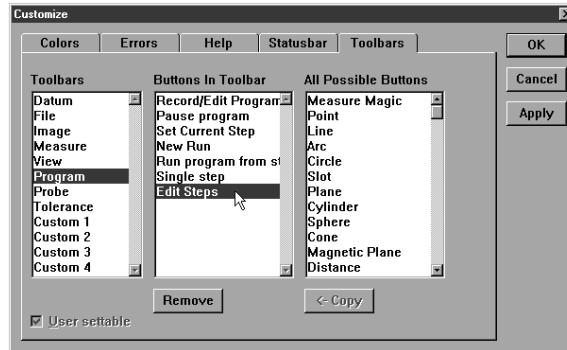 Customize
Colors
Errors
Help
Statusbar
Toolbars
OK
Cancel
Apply
Toolbars
Datum
File
Image
Measure
View
Program
Probe
Tolerance
Custom 1
Custom 2
Custom 3
Custom 4
Buttons In Toolbar
Record/Edit Program
Pause program
Set Current Step
New Run
Run program from st
Single step
Edit Steps
All Possible Buttons
Measure Magic
Point
Line
Arc
Circle
Slot
Plane
Cylinder
Sphere
Cone
Magnetic Plane
Distance
Remove
<- Copy
User settable